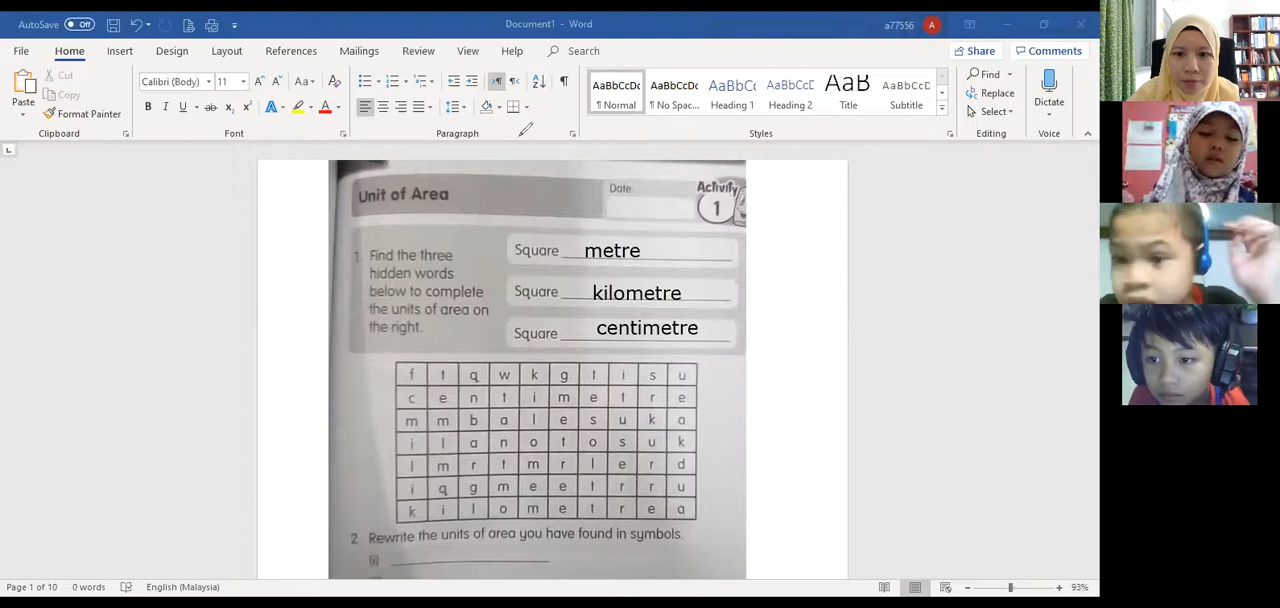 AutoSave Off Document1 - Word a77556 A
File Home Insert Design Layout References Mailings Review View Help Search Share Comments
Paste Cut Copy Format Painter
Calibri (Body) 11
AaBbCcDc AaBbCcDc AaBbC AaBbCcD AaB AaBbCcD
¶ Normal ¶ No Spac... Heading 1 Heading 2 Title Subtitle
Find Replace Select Dictate
Clipboard Font Paragraph Styles Editing Voice
Unit of Area Date Activity 1
1. Find the three
hidden words
below to complete
the units of area on
the right.
Square metre
Square kilometre
Square centimetre
f t q w k g t i s u
c e n t i m e t r e
m m b a l e s u k a
i l a n o t o s u k
l m r t m r l e r d
i q g m e e t r r u
k i l o m e t r e a
2. Rewrite the units of area you have found in symbols.
(i)
Page 1 of 10 0 words English (Malaysia) 93%